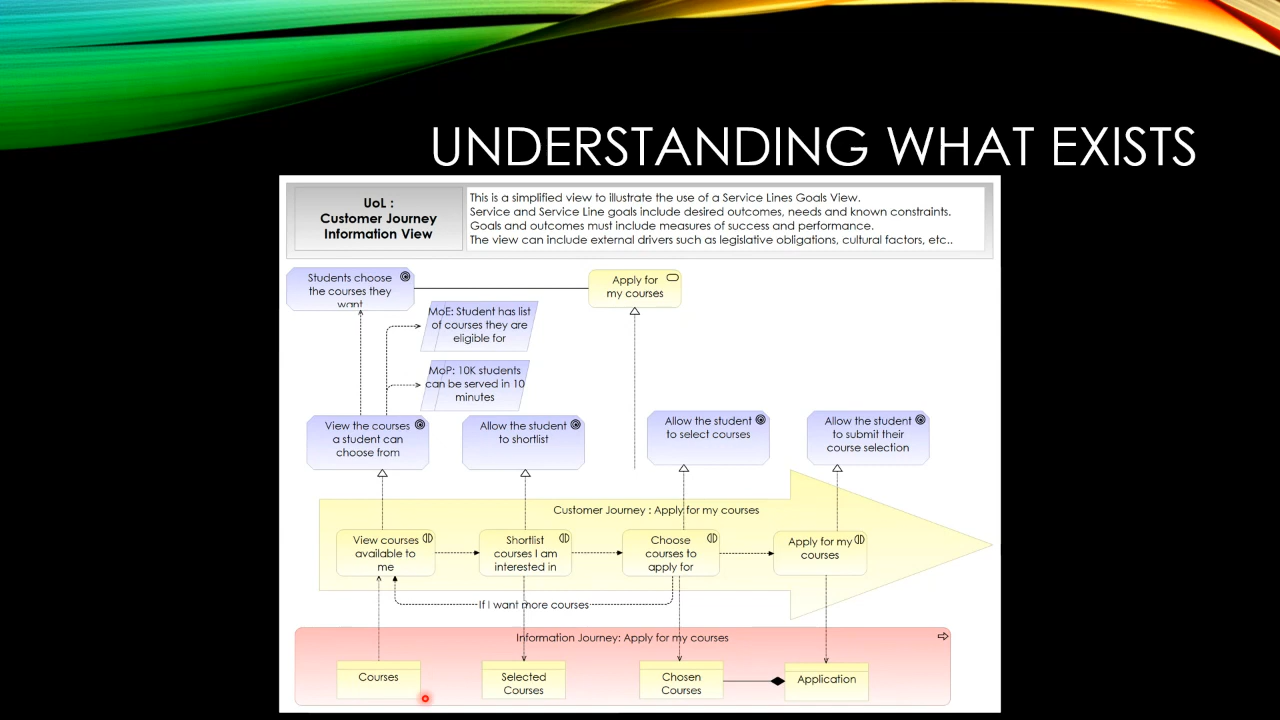 UNDERSTANDING WHAT EXISTS
UoL :
Customer Journey
Information View
This is a simplified view to illustrate the use of a Service Lines Goals View.
Service and Service Line goals include desired outcomes, needs and known constraints.
Goals and outcomes must include measures of success and performance.
The view can include external drivers such as legislative obligations, cultural factors, etc..
Students choose
the courses they
want
Apply for
my courses
MoE: Student has list
of courses they are
eligible for
MoP: 10K students
can be served in 10
minutes
View the courses
a student can
choose from
Allow the student
to shortlist
Allow the student
to select courses
Allow the student
to submit their
course selection
Customer Journey : Apply for my courses
View courses
available to
me
Shortlist
courses I am
interested in
Choose
courses to
apply for
Apply for my
courses
If I want more courses
Information Journey: Apply for my courses
Courses
Selected
Courses
Chosen
Courses
Application